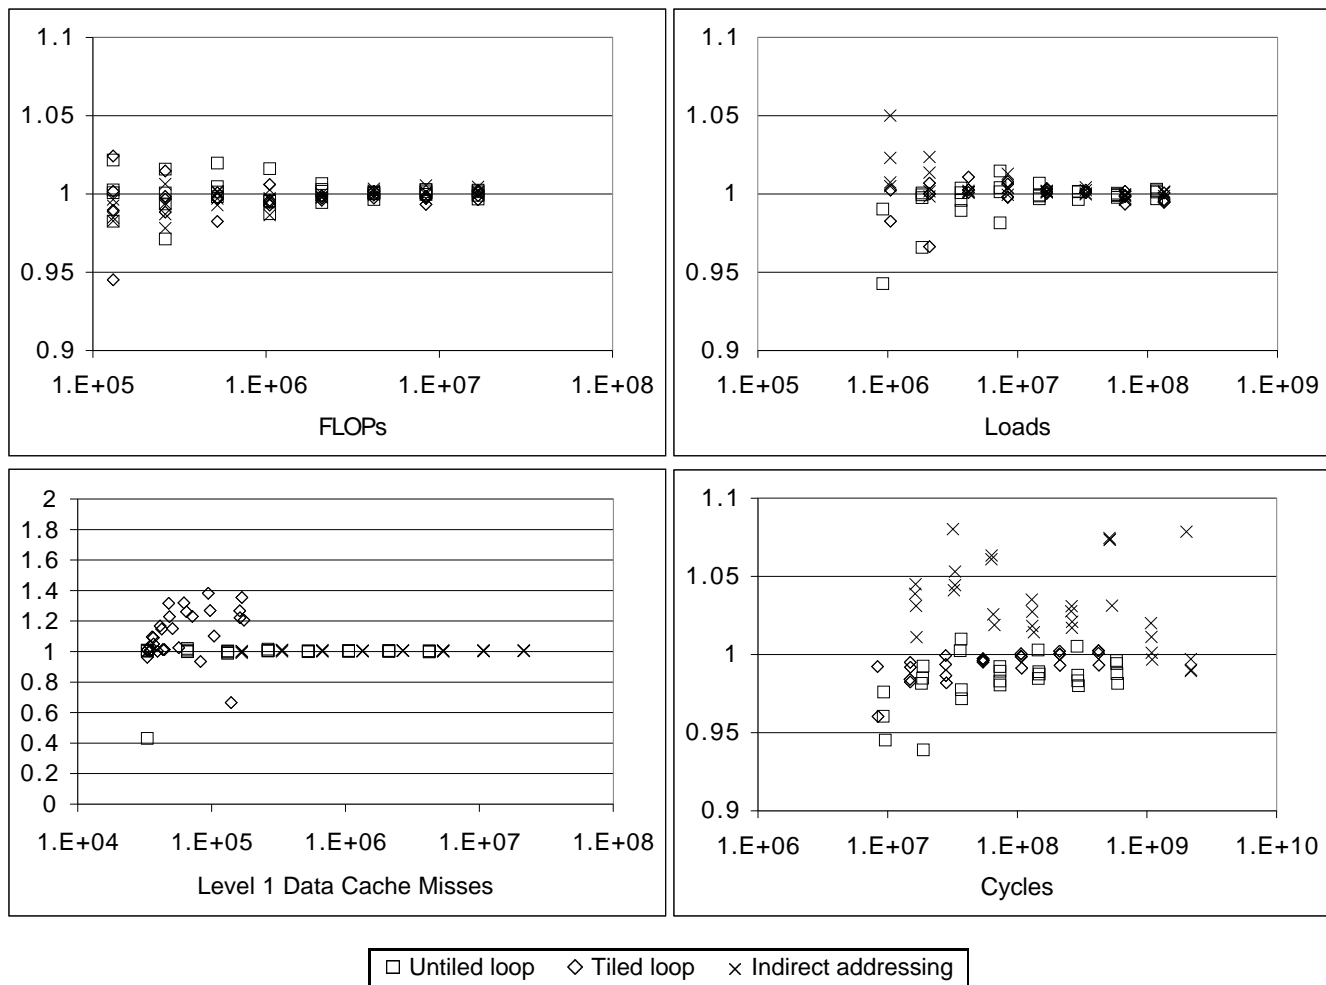 1.1
1.05
1
0.95
0.9
1.E+05 1.E+06 1.E+07 1.E+08
FLOPs
1.1
1.05
1
0.95
0.9
1.E+05 1.E+06 1.E+07 1.E+08 1.E+09
Loads
2
1.8
1.6
1.4
1.2
1
0.8
0.6
0.4
0.2
0
1.E+04 1.E+05 1.E+06 1.E+07 1.E+08
Level 1 Data Cache Misses
1.1
1.05
1
0.95
0.9
1.E+06 1.E+07 1.E+08 1.E+09 1.E+10
Cycles
Untiled loop Tiled loop Indirect addressing